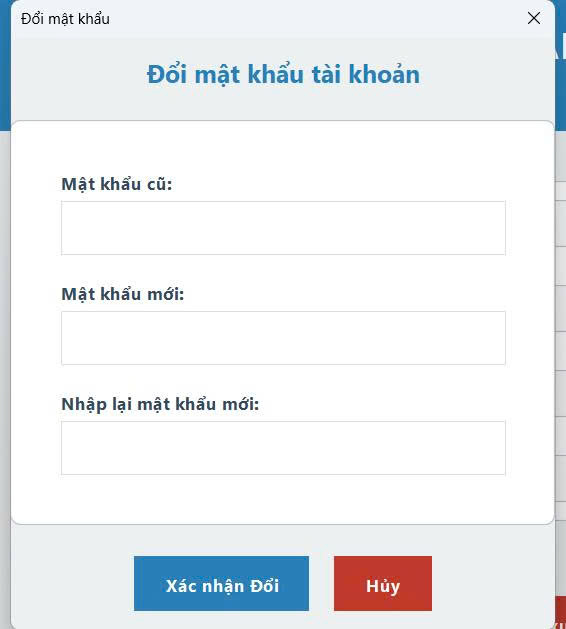 Đổi mật khẩu
Đổi mật khẩu tài khoản
Mật khẩu cũ:
Mật khẩu mới:
Nhập lại mật khẩu mới:
Xác nhận Đổi
Hủy